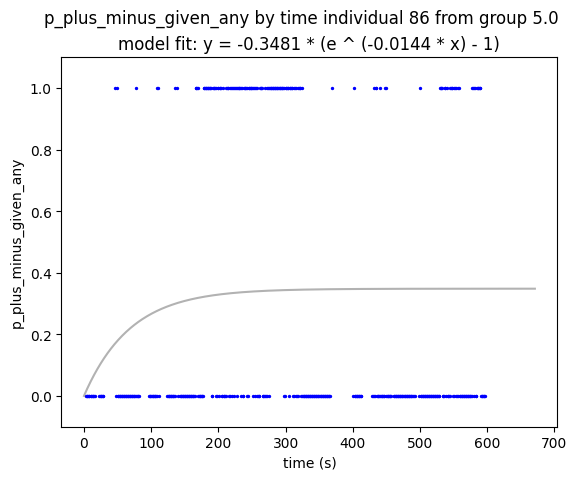 p_plus_minus_given_any by time individual 86 from group 5.0
model fit: y = -0.3481 * (e ^ (-0.0144 * x) - 1)
p_plus_minus_given_any
1.0
0.8
0.6
0.4
0.2
0.0
0 100 200 300 400 500 600 700
time (s)